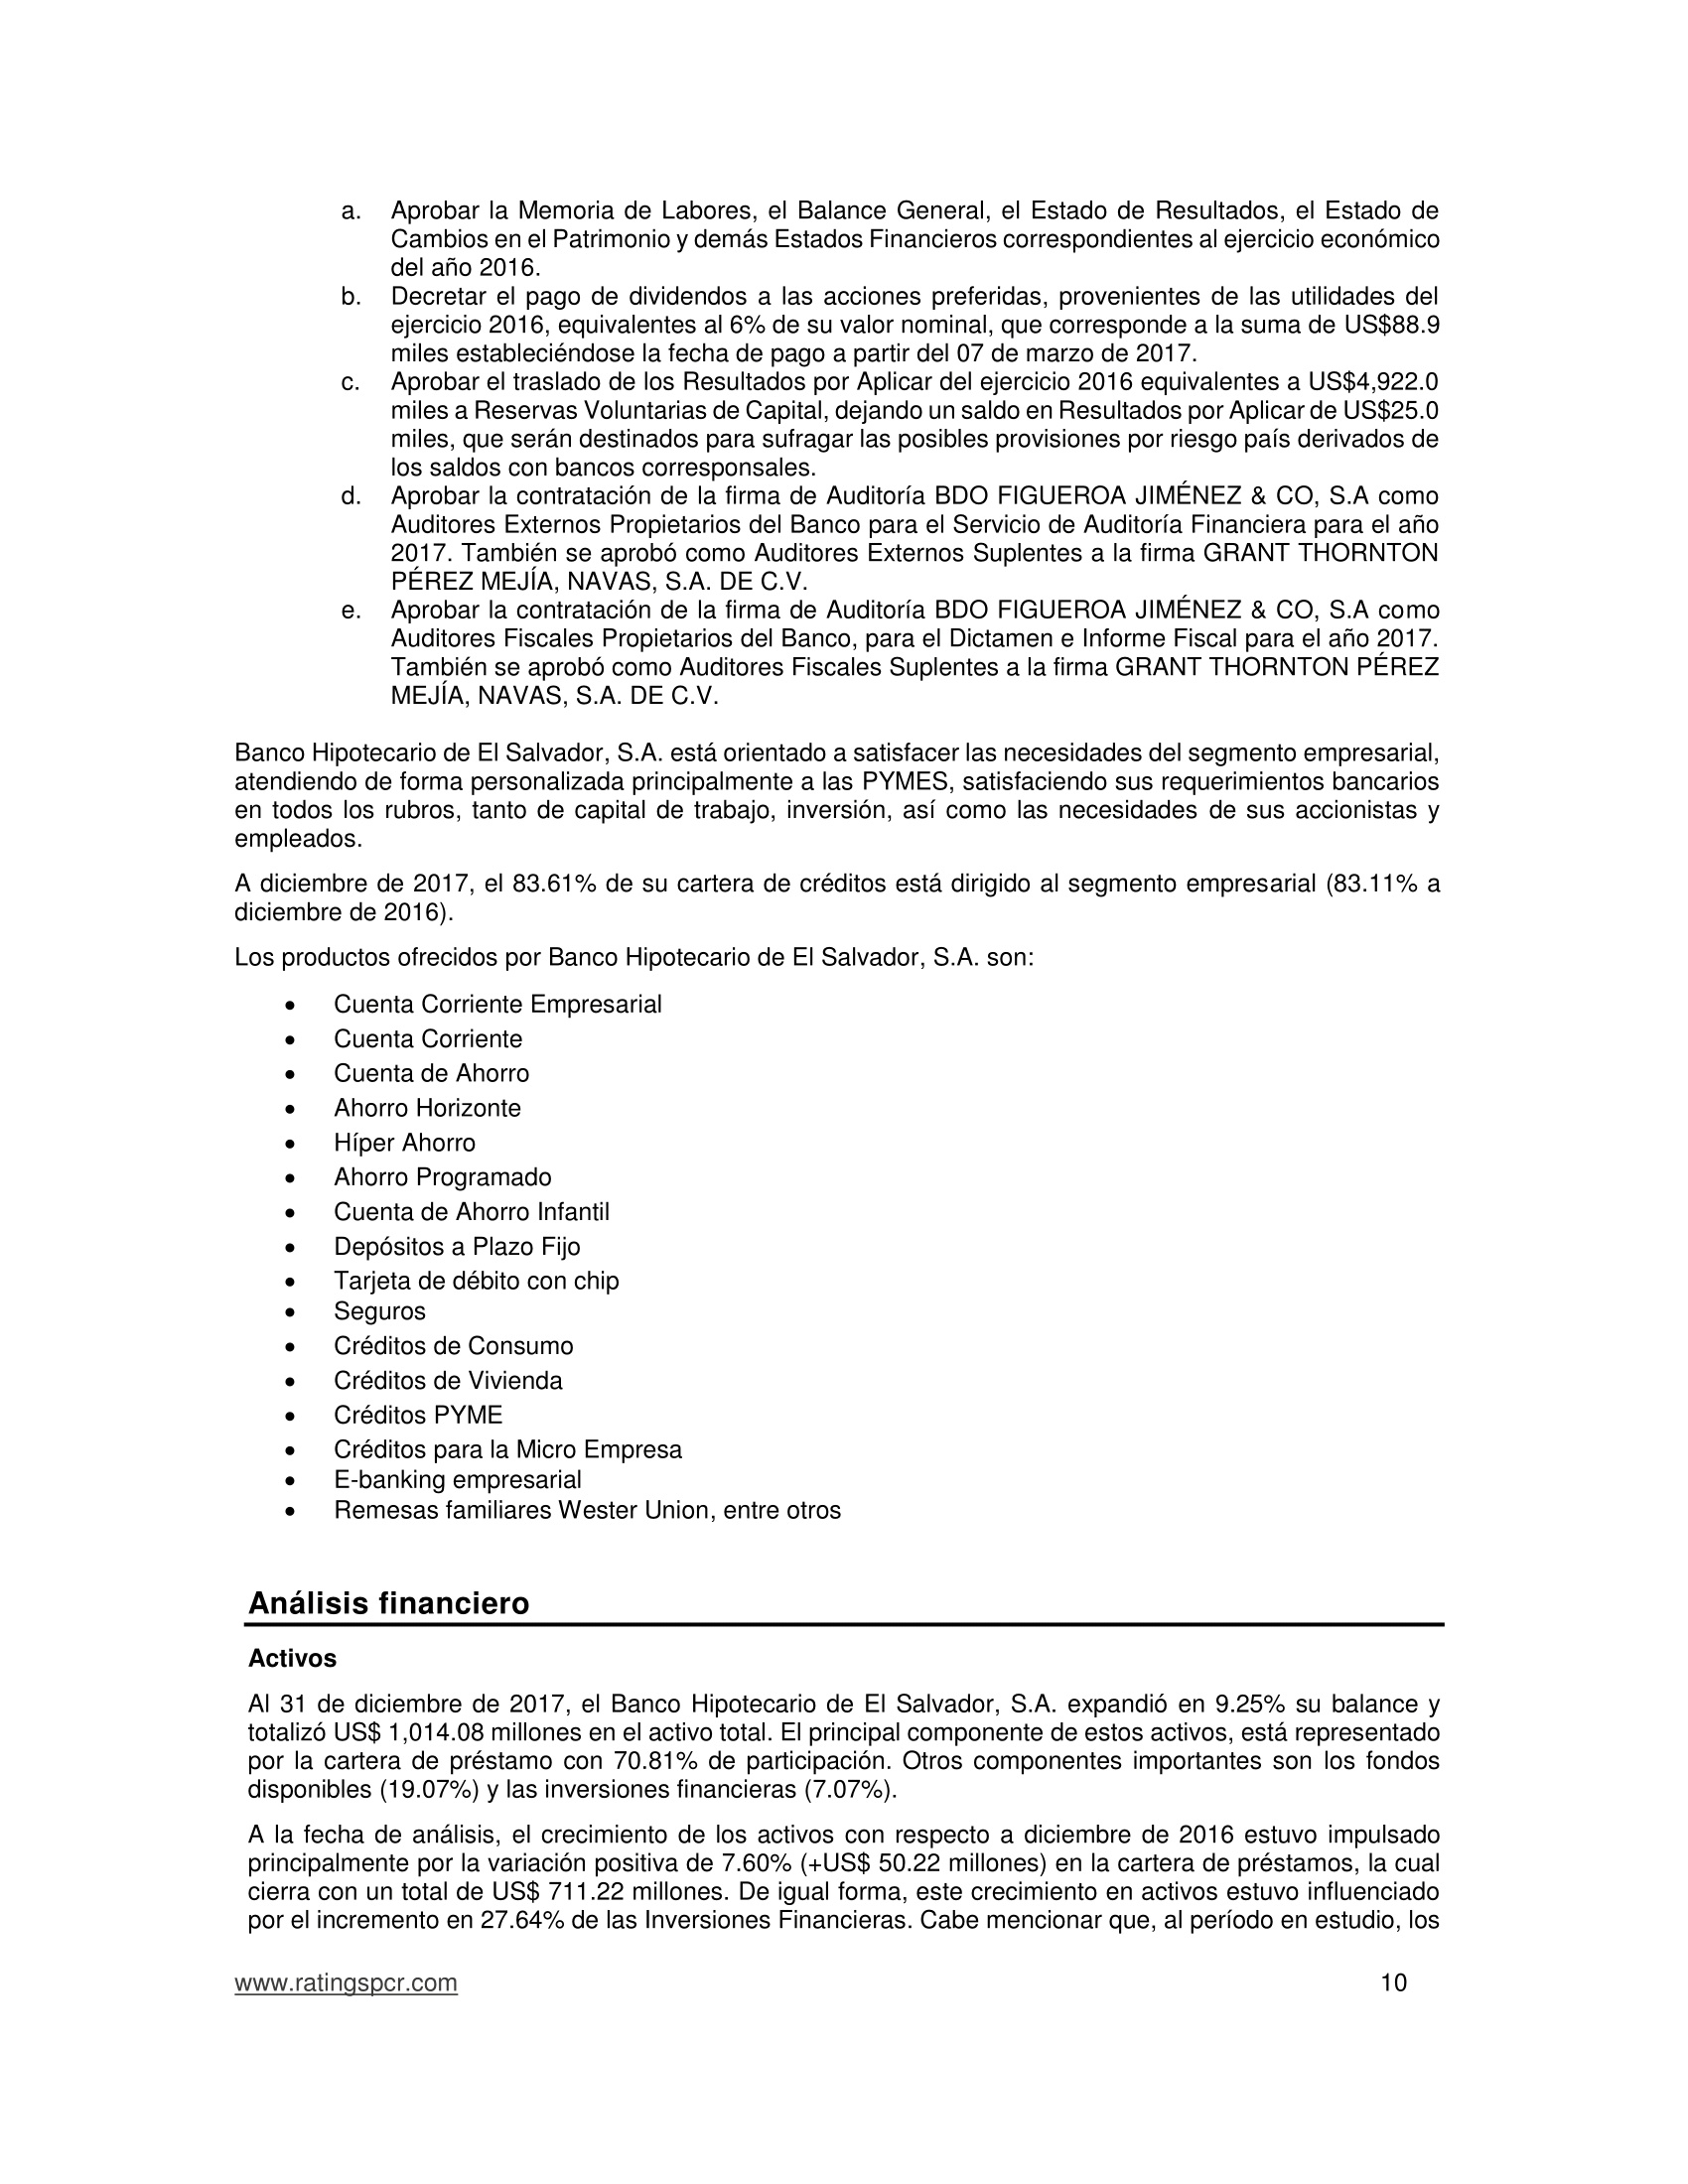 a. Aprobar la Memoria de Labores, el Balance General, el Estado de Resultados, el Estado de
Cambios en el Patrimonio y demás Estados Financieros correspondientes al ejercicio económico
del año 2016.
b. Decretar el pago de dividendos a las acciones preferidas, provenientes de las utilidades del
ejercicio 2016, equivalentes al 6% de su valor nominal, que corresponde a la suma de US$88.9
miles estableciéndose la fecha de pago a partir del 07 de marzo de 2017.
c. Aprobar el traslado de los Resultados por Aplicar del ejercicio 2016 equivalentes a US$4,922.0
miles a Reservas Voluntarias de Capital, dejando un saldo en Resultados por Aplicar de US$25.0
miles, que serán destinados para sufragar las posibles provisiones por riesgo país derivados de
los saldos con bancos corresponsales.
d. Aprobar la contratación de la firma de Auditoría BDO FIGUEROA JIMÉNEZ & CO, S.A como
Auditores Externos Propietarios del Banco para el Servicio de Auditoría Financiera para el año
2017. También se aprobó como Auditores Externos Suplentes a la firma GRANT THORNTON
PÉREZ MEJÍA, NAVAS, S.A. DE C.V.
e. Aprobar la contratación de la firma de Auditoría BDO FIGUEROA JIMÉNEZ & CO, S.A como
Auditores Fiscales Propietarios del Banco, para el Dictamen e Informe Fiscal para el año 2017.
También se aprobó como Auditores Fiscales Suplentes a la firma GRANT THORNTON PÉREZ
MEJÍA, NAVAS, S.A. DE C.V.
Banco Hipotecario de El Salvador, S.A. está orientado a satisfacer las necesidades del segmento empresarial,
atendiendo de forma personalizada principalmente a las PYMES, satisfaciendo sus requerimientos bancarios
en todos los rubros, tanto de capital de trabajo, inversión, así como las necesidades de sus accionistas y
empleados.
A diciembre de 2017, el 83.61% de su cartera de créditos está dirigido al segmento empresarial (83.11% a
diciembre de 2016).
Los productos ofrecidos por Banco Hipotecario de El Salvador, S.A. son:
• Cuenta Corriente Empresarial
• Cuenta Corriente
• Cuenta de Ahorro
• Ahorro Horizonte
• Híper Ahorro
• Ahorro Programado
• Cuenta de Ahorro Infantil
• Depósitos a Plazo Fijo
• Tarjeta de débito con chip
• Seguros
• Créditos de Consumo
• Créditos de Vivienda
• Créditos PYME
• Créditos para la Micro Empresa
• E-banking empresarial
• Remesas familiares Wester Union, entre otros
Análisis financiero
Activos
Al 31 de diciembre de 2017, el Banco Hipotecario de El Salvador, S.A. expandió en 9.25% su balance y
totalizó US$ 1,014.08 millones en el activo total. El principal componente de estos activos, está representado
por la cartera de préstamo con 70.81% de participación. Otros componentes importantes son los fondos
disponibles (19.07%) y las inversiones financieras (7.07%).
A la fecha de análisis, el crecimiento de los activos con respecto a diciembre de 2016 estuvo impulsado
principalmente por la variación positiva de 7.60% (+US$ 50.22 millones) en la cartera de préstamos, la cual
cierra con un total de US$ 711.22 millones. De igual forma, este crecimiento en activos estuvo influenciado
por el incremento en 27.64% de las Inversiones Financieras. Cabe mencionar que, al período en estudio, los
www.ratingspcr.com 10